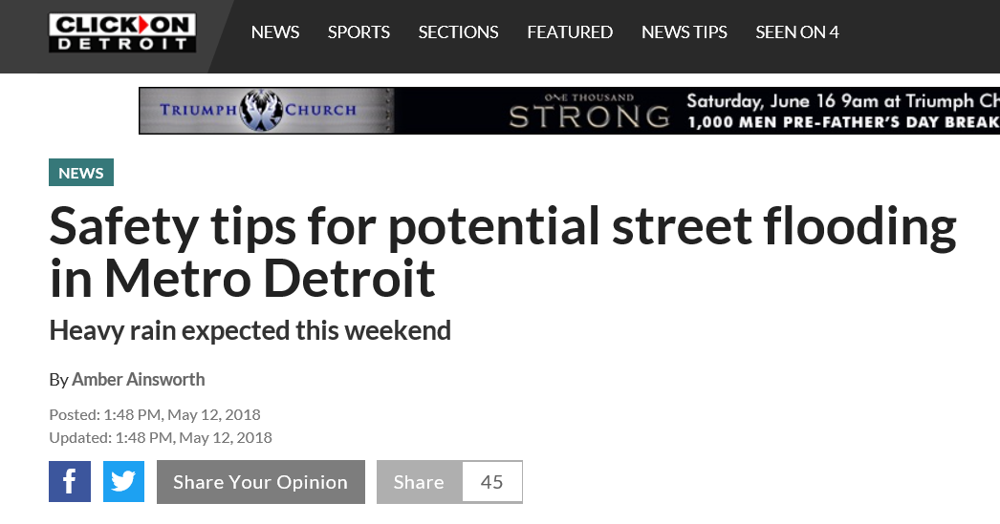 CLICK ON
DETROIT
NEWS SPORTS SECTIONS FEATURED NEWS TIPS SEEN ON 4
TRIUMPH CHURCH
ONE THOUSAND
STRONG
Saturday, June 16 9am at Triumph Ch
1,000 MEN PRE-FATHER'S DAY BREAK
NEWS
Safety tips for potential street flooding
in Metro Detroit
Heavy rain expected this weekend
By Amber Ainsworth
Posted: 1:48 PM, May 12, 2018
Updated: 1:48 PM, May 12, 2018
f Share Your Opinion Share 45